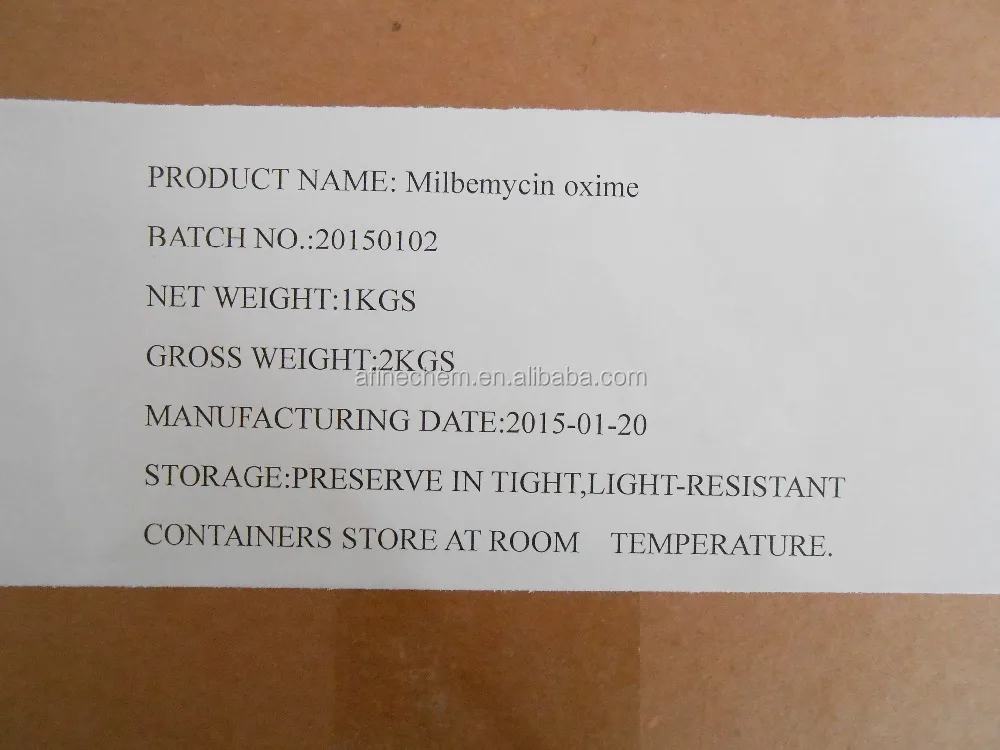 PRODUCT NAME: Milbemycin oxime
BATCH NO.:20150102
NET WEIGHT:1KGS
GROSS WEIGHT:2KGS
afinechem.en.alibaba.com
MANUFACTURING DATE:2015-01-20
STORAGE:PRESERVE IN TIGHT,LIGHT-RESISTANT
CONTAINERS STORE AT ROOM TEMPERATURE.